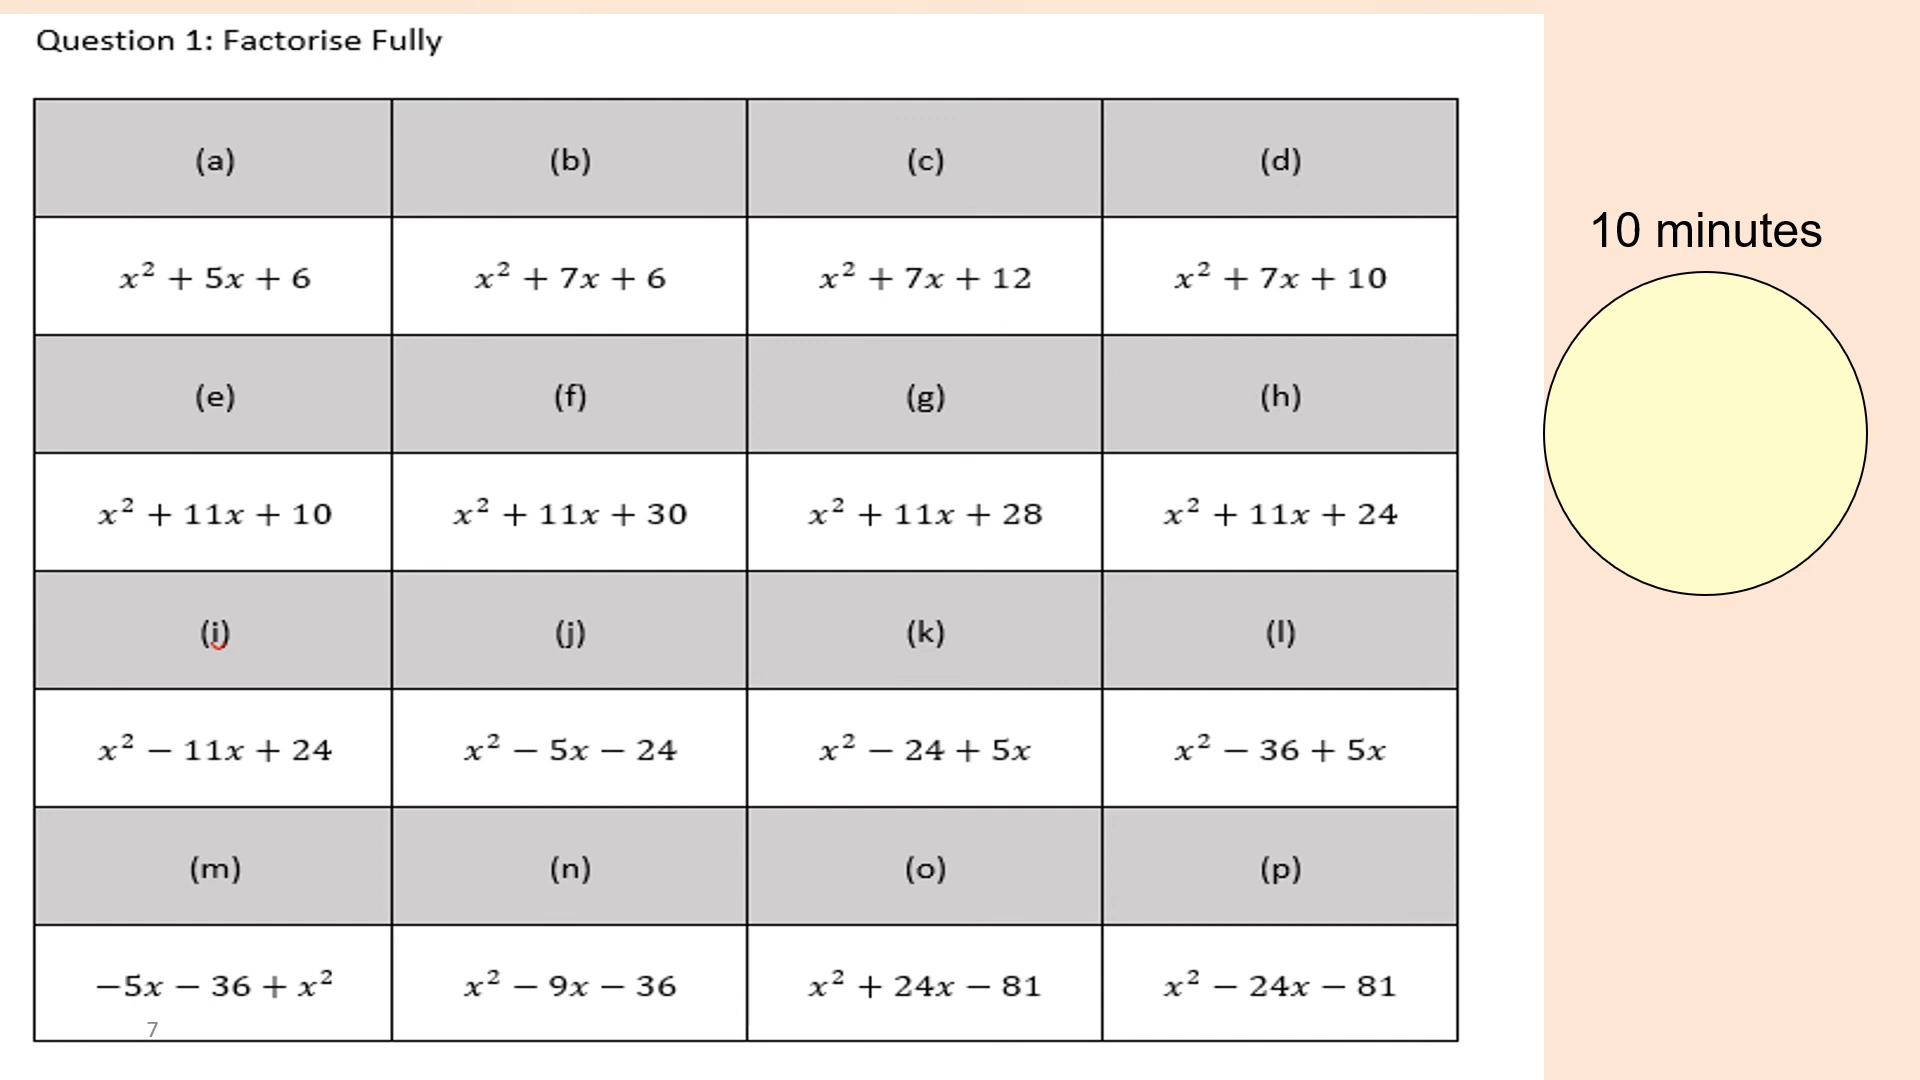 Question 1: Factorise Fully
(a) (b) (c) (d)
x² + 5x + 6 x² + 7x + 6 x² + 7x + 12 x² + 7x + 10
(e) (f) (g) (h)
x² + 11x + 10 x² + 11x + 30 x² + 11x + 28 x² + 11x + 24
(i) (j) (k) (l)
x² − 11x + 24 x² − 5x − 24 x² − 24 + 5x x² − 36 + 5x
(m) (n) (o) (p)
−5x − 36 + x² x² − 9x − 36 x² + 24x − 81 x² − 24x − 81
7
10 minutes